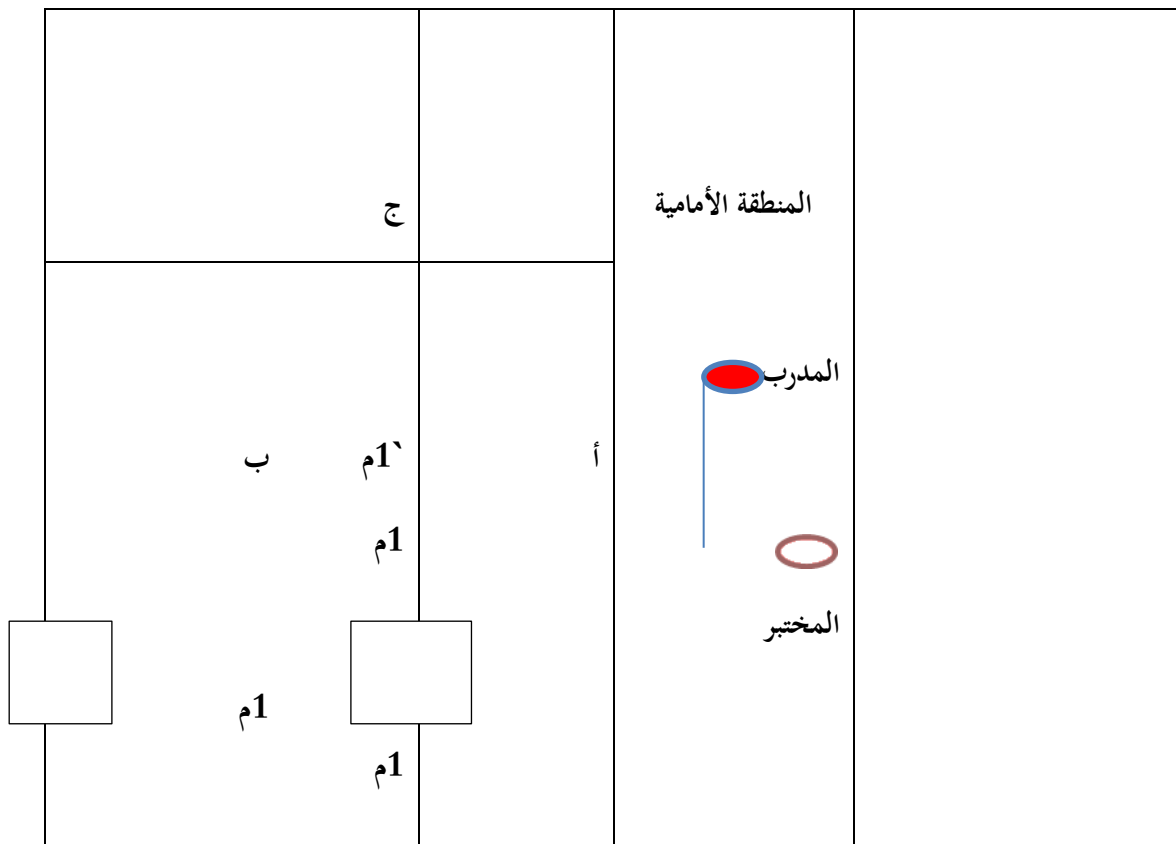 المنطقة الأمامية
ج
المدرب
أ
`1م
ب
1م
المختبر
1م
1م